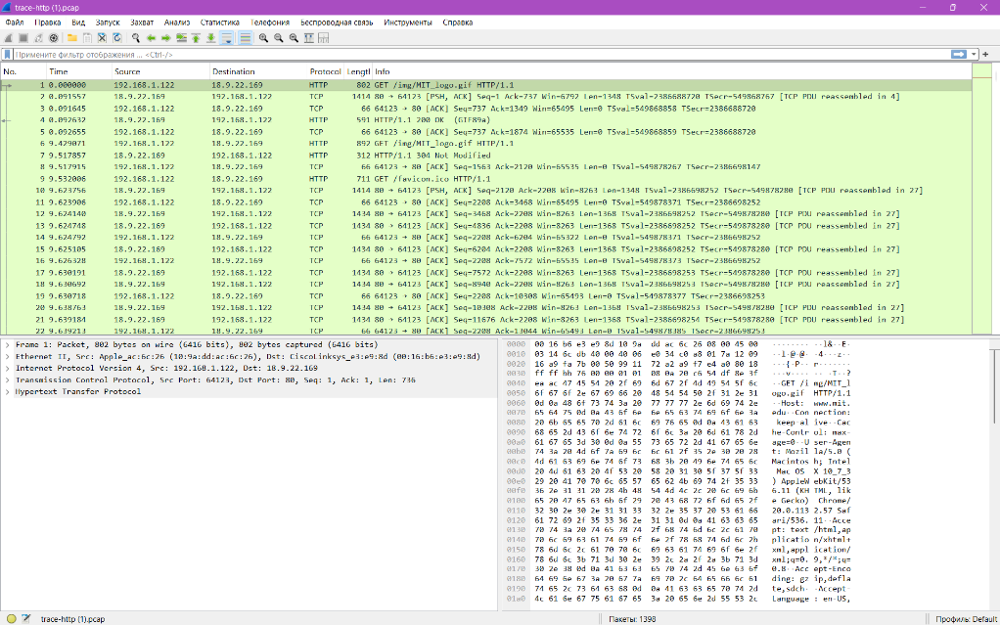 trace-http (1).pcap
Файл Правка Вид Запуск Захват Анализ Статистика Телефония Беспроводная связь Инструменты Справка
Примените фильтр отображения ... <Ctrl-/>
No. Time Source Destination Protocol Lengtl Info
1 0.000000 192.168.1.122 18.9.22.169 HTTP 802 GET /img/MIT_logo.gif HTTP/1.1
2 0.091557 18.9.22.169 192.168.1.122 TCP 1414 80 → 64123 [PSH, ACK] Seq=1 Ack=737 Win=6792 Len=1348 TSval=2386688720 TSecr=549868767 [TCP PDU reassembled in 4]
3 0.091645 192.168.1.122 18.9.22.169 TCP 66 64123 → 80 [ACK] Seq=737 Ack=1349 Win=65495 Len=0 TSval=549868858 TSecr=2386688720
4 0.092632 18.9.22.169 192.168.1.122 HTTP 591 HTTP/1.1 200 OK (GIF89a)
5 0.092655 192.168.1.122 18.9.22.169 TCP 66 64123 → 80 [ACK] Seq=737 Ack=1874 Win=65535 Len=0 TSval=549868859 TSecr=2386688720
6 9.429071 192.168.1.122 18.9.22.169 HTTP 892 GET /img/MIT_logo.gif HTTP/1.1
7 9.517857 18.9.22.169 192.168.1.122 HTTP 312 HTTP/1.1 304 Not Modified
8 9.517915 192.168.1.122 18.9.22.169 TCP 66 64123 → 80 [ACK] Seq=1563 Ack=2120 Win=65535 Len=0 TSval=549878267 TSecr=2386698147
9 9.532006 192.168.1.122 18.9.22.169 HTTP 711 GET /favicon.ico HTTP/1.1
10 9.623756 18.9.22.169 192.168.1.122 TCP 1414 80 → 64123 [PSH, ACK] Seq=2120 Ack=2208 Win=8263 Len=1348 TSval=2386698252 TSecr=549878280 [TCP PDU reassembled in 27]
11 9.623906 192.168.1.122 18.9.22.169 TCP 66 64123 → 80 [ACK] Seq=2208 Ack=3468 Win=65495 Len=0 TSval=549878371 TSecr=2386698252
12 9.624140 18.9.22.169 192.168.1.122 TCP 1434 80 → 64123 [ACK] Seq=3468 Ack=2208 Win=8263 Len=1368 TSval=2386698252 TSecr=549878280 [TCP PDU reassembled in 27]
13 9.624748 18.9.22.169 192.168.1.122 TCP 1434 80 → 64123 [ACK] Seq=4836 Ack=2208 Win=8263 Len=1368 TSval=2386698252 TSecr=549878280 [TCP PDU reassembled in 27]
14 9.624792 192.168.1.122 18.9.22.169 TCP 66 64123 → 80 [ACK] Seq=2208 Ack=6204 Win=65322 Len=0 TSval=549878371 TSecr=2386698252
15 9.625105 18.9.22.169 192.168.1.122 TCP 1434 80 → 64123 [ACK] Seq=6204 Ack=2208 Win=8263 Len=1368 TSval=2386698252 TSecr=549878280 [TCP PDU reassembled in 27]
16 9.626328 192.168.1.122 18.9.22.169 TCP 66 64123 → 80 [ACK] Seq=2208 Ack=7572 Win=65535 Len=0 TSval=549878373 TSecr=2386698252
17 9.630191 18.9.22.169 192.168.1.122 TCP 1434 80 → 64123 [ACK] Seq=7572 Ack=2208 Win=8263 Len=1368 TSval=2386698253 TSecr=549878280 [TCP PDU reassembled in 27]
18 9.630692 18.9.22.169 192.168.1.122 TCP 1434 80 → 64123 [ACK] Seq=8940 Ack=2208 Win=8263 Len=1368 TSval=2386698253 TSecr=549878280 [TCP PDU reassembled in 27]
19 9.630718 192.168.1.122 18.9.22.169 TCP 66 64123 → 80 [ACK] Seq=2208 Ack=10308 Win=65493 Len=0 TSval=549878377 TSecr=2386698253
20 9.638763 18.9.22.169 192.168.1.122 TCP 1434 80 → 64123 [ACK] Seq=10308 Ack=2208 Win=8263 Len=1368 TSval=2386698253 TSecr=549878280 [TCP PDU reassembled in 27]
21 9.639184 18.9.22.169 192.168.1.122 TCP 1434 80 → 64123 [ACK] Seq=11676 Ack=2208 Win=8263 Len=1368 TSval=2386698254 TSecr=549878280 [TCP PDU reassembled in 27]
22 9.639213 192.168.1.122 18.9.22.169 TCP 66 64123 → 80 [ACK] Seq=2208 Ack=13044 Win=65493 Len=0 TSval=549878385 TSecr=2386698253
Frame 1: Packet, 802 bytes on wire (6416 bits), 802 bytes captured (6416 bits)
Ethernet II, Src: Apple_ac:6c:26 (10:9a:dd:ac:6c:26), Dst: CiscoLinksys_e3:e9:8d (00:16:b6:e3:e9:8d)
Internet Protocol Version 4, Src: 192.168.1.122, Dst: 18.9.22.169
Transmission Control Protocol, Src Port: 64123, Dst Port: 80, Seq: 1, Ack: 1, Len: 736
Hypertext Transfer Protocol
0000 00 16 b6 e3 e9 8d 10 9a dd ac 6c 26 08 00 45 00
0010 03 14 6c db 40 00 40 06 e0 34 c0 a8 01 7a 12 09
0020 16 a9 fa 7b 00 50 99 11 72 a2 a9 f7 e4 a0 80 18
0030 ff ff bb 76 00 00 01 01 08 0a 20 c6 54 df 8e 3f
0040 ea ac 47 45 54 20 2f 69 6d 67 2f 4d 49 54 5f 6c GET /i mg/MIT_l
0050 6f 67 6f 2e 67 69 66 20 48 54 54 50 2f 31 2e 31 ogo.gif HTTP/1.1
0060 0d 0a 48 6f 73 74 3a 20 77 77 77 2e 6d 69 74 2e Host: www.mit.
0070 65 64 75 0d 0a 43 6f 6e 6e 65 63 74 69 6f 6e 3a edu··Con nection:
0080 20 6b 65 65 70 2d 61 6c 69 76 65 0d 0a 43 61 63 keep-al ive··Cac
0090 68 65 2d 43 6f 6e 74 72 6f 6c 3a 20 6d 61 78 2d he-Contr ol: max-
00a0 61 67 65 3d 30 0d 0a 55 73 65 72 2d 41 67 65 6e age=0··U ser-Agen
00b0 74 3a 20 4d 6f 7a 69 6c 6c 61 2f 35 2e 30 20 28 t: Mozil la/5.0 (
00c0 4d 61 63 69 6e 74 6f 73 68 3b 20 49 6e 74 65 6c Macintos h; Intel
00d0 20 4d 61 63 20 4f 53 20 58 20 31 30 5f 37 5f 33 Mac OS X 10_7_3
00e0 29 20 41 70 70 6c 65 57 65 62 4b 69 74 2f 35 33 ) AppleW ebKit/53
00f0 36 2e 31 31 20 28 4b 48 54 4d 4c 2c 20 6c 69 6b 6.11 (KH TML, lik
0100 65 20 47 65 63 6b 6f 29 20 43 68 72 6f 6d 65 2f e Gecko) Chrome/
0110 32 30 2e 30 2e 31 31 33 32 2e 35 37 20 53 61 66 20.0.113 2.57 Saf
0120 61 72 69 2f 35 33 36 2e 31 31 0d 0a 41 63 63 65 ari/536. 11··Acce
0130 70 74 3a 20 74 65 78 74 2f 68 74 6d 6c 2c 61 70 pt: text /html,ap
0140 70 6c 69 63 61 74 69 6f 6e 2f 78 68 74 6d 6c 2b plicatio n/xhtml+
0150 78 6d 6c 2c 61 70 70 6c 69 63 61 74 69 6f 6e 2f xml,appl ication/
0160 78 6d 6c 3b 71 3d 30 2e 39 2c 2a 2f 2a 3b 71 3d xml;q=0. 9,*/*;q=
0170 30 2e 38 0d 0a 41 63 63 65 70 74 2d 45 6e 63 6f 0.8··Acc ept-Enco
0180 64 69 6e 67 3a 20 67 7a 69 70 2c 64 65 66 6c 61 ding: gz ip,defla
0190 74 65 2c 73 64 63 68 0d 0a 41 63 63 65 70 74 2d te,sdch· ·Accept-
01a0 4c 61 6e 67 75 61 67 65 3a 20 65 6e 2d 55 53 2c Language : en-US,
trace-http (1).pcap Пакеты: 1398 Профиль: Default